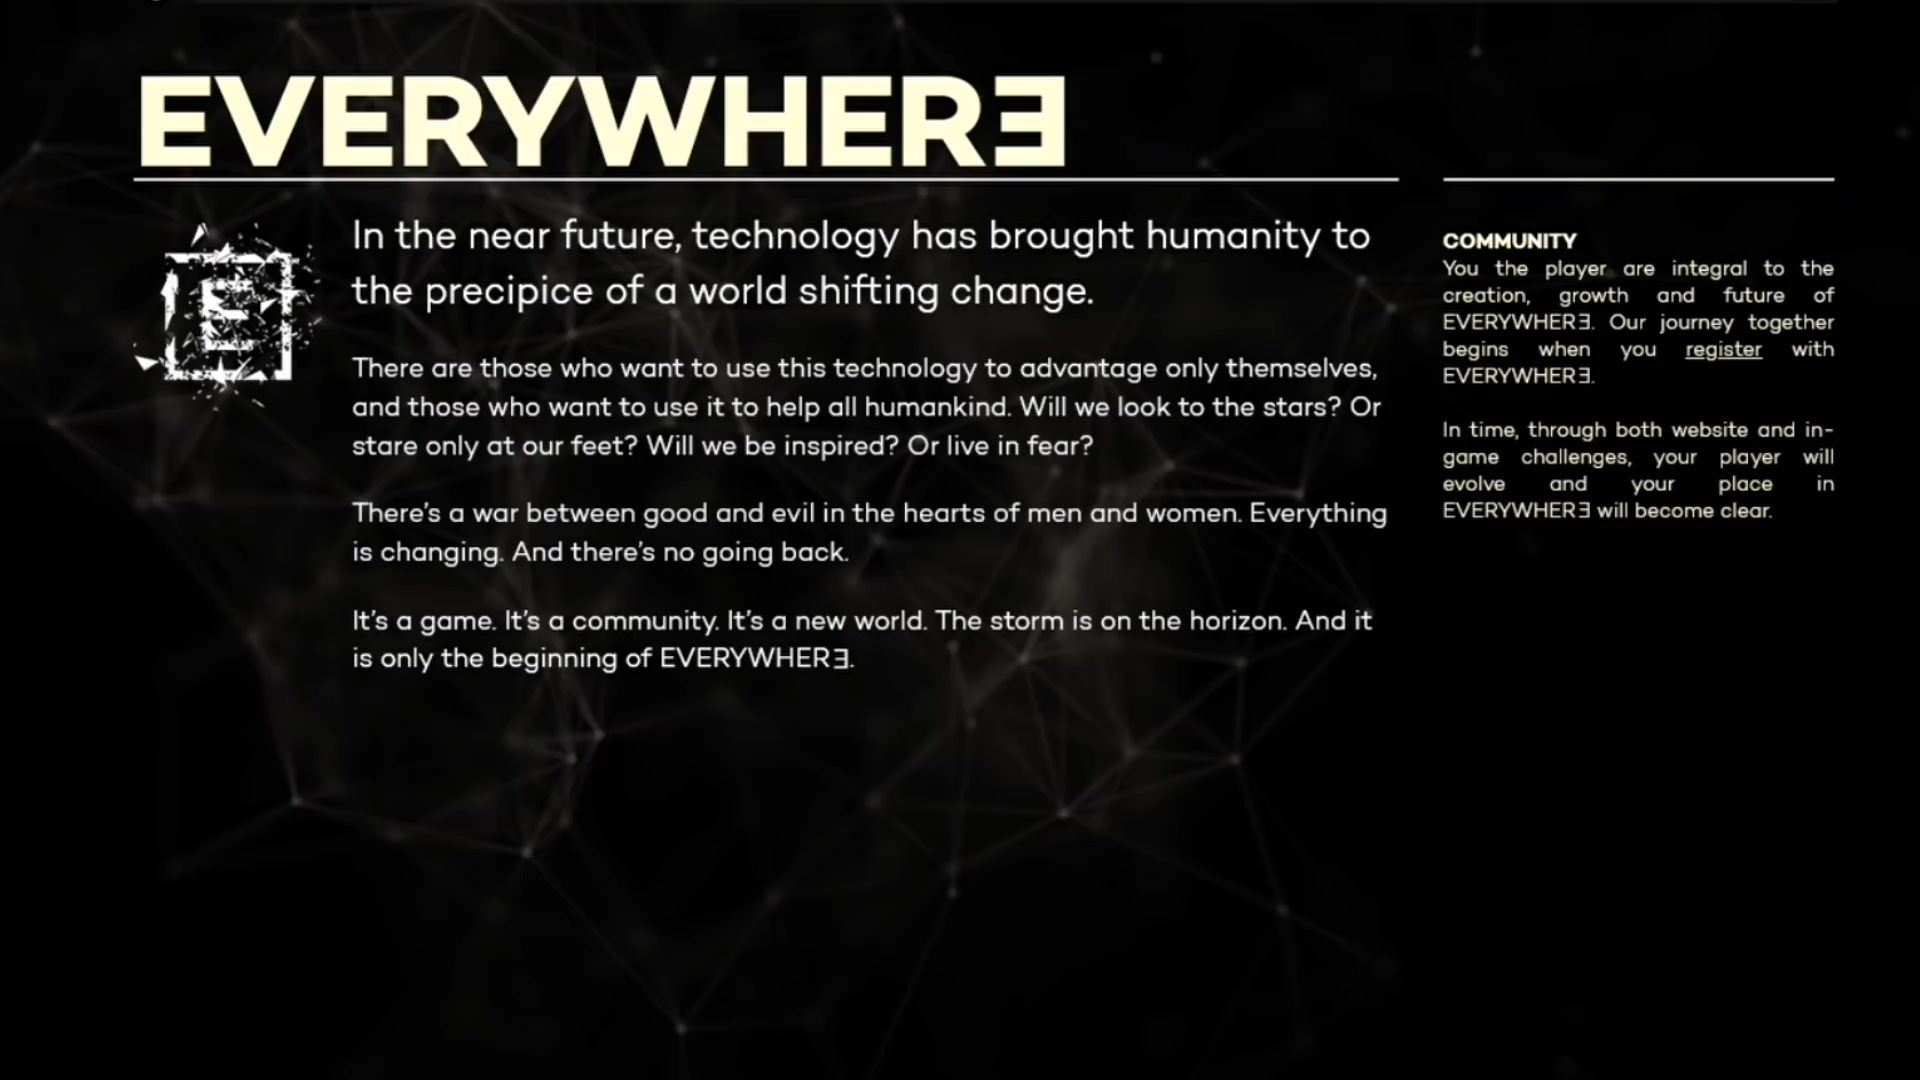 EVERYWHERƎ
E
In the near future, technology has brought humanity to
the precipice of a world shifting change.
There are those who want to use this technology to advantage only themselves,
and those who want to use it to help all humankind. Will we look to the stars? Or
stare only at our feet? Will we be inspired? Or live in fear?
There's a war between good and evil in the hearts of men and women. Everything
is changing. And there's no going back.
It's a game. It's a community. It's a new world. The storm is on the horizon. And it
is only the beginning of EVERYWHERƎ.
COMMUNITY
You the player are integral to the
creation, growth and future of
EVERYWHERƎ. Our journey together
begins when you register with
EVERYWHERƎ.
In time, through both website and in-
game challenges, your player will
evolve and your place in
EVERYWHERƎ will become clear.